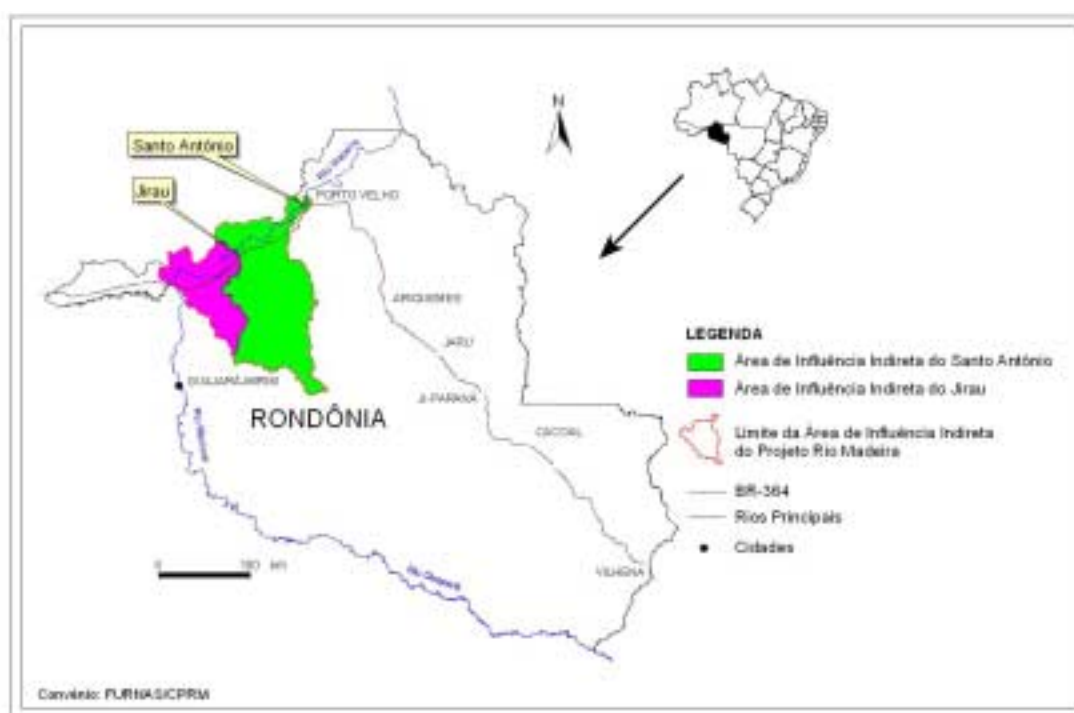 N
Santo Antônio
Jirau
PORTO VELHO
ARIQUEMES
JARU
JI-PARANÁ
CACOAL
VILHENA
GUAJARÁ-MIRIM
RONDÔNIA
0 100 km
LEGENDA
Área de Influência Indireta do Santo Antônio
Área de Influência Indireta do Jirau
Limite da Área de Influência Indireta
do Projeto Rio Madeira
BR-364
Rios Principais
Cidades
Convênio: FURNAS/CPRM